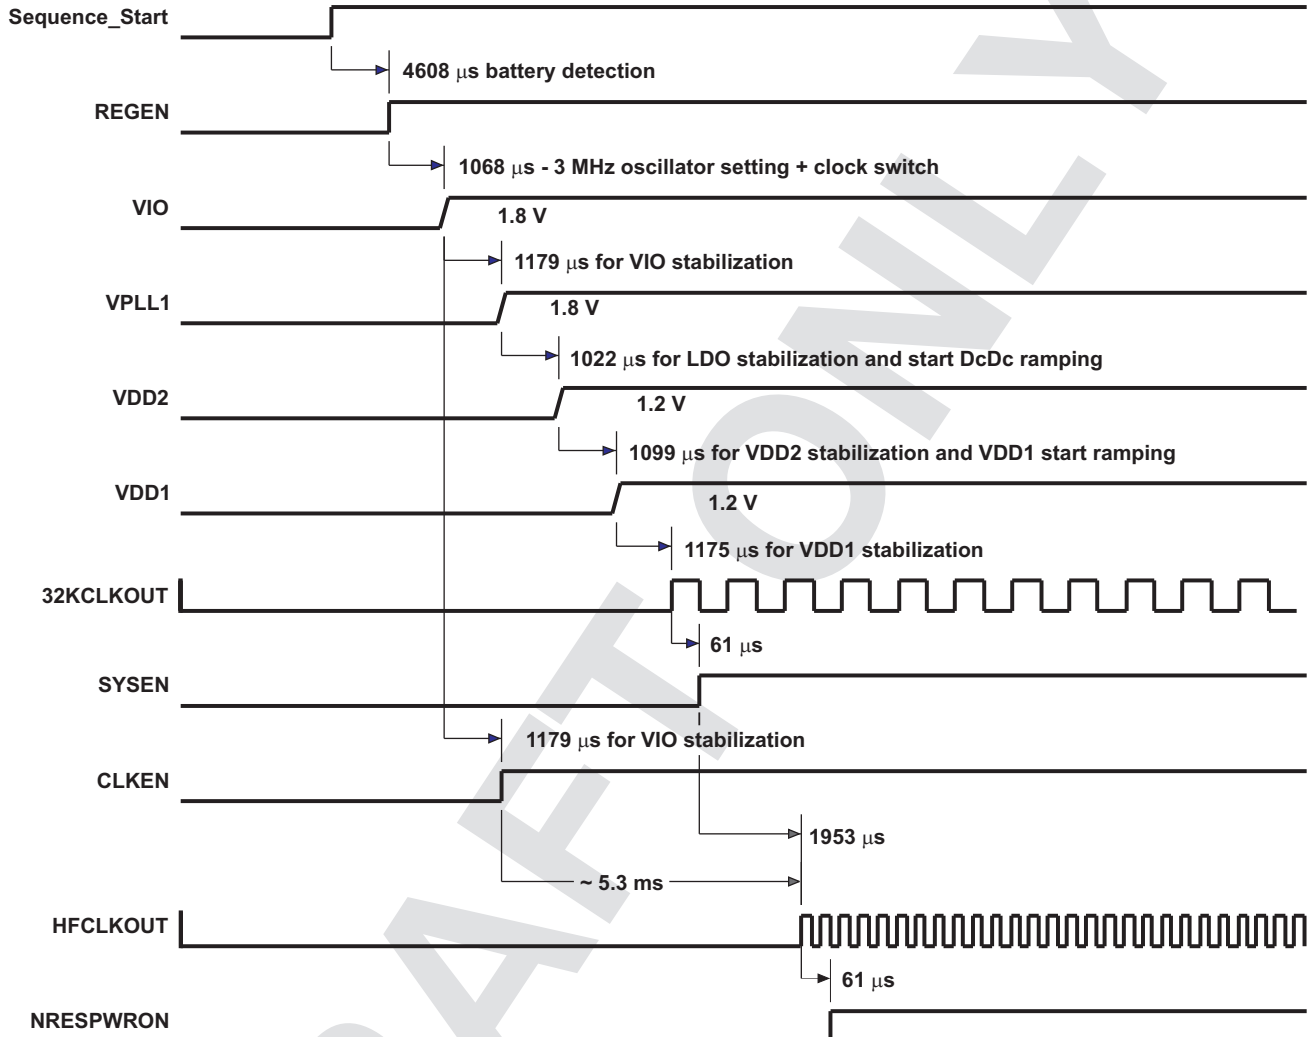 Sequence_Start
4608 μs battery detection
REGEN
1068 μs - 3 MHz oscillator setting + clock switch
VIO
1.8 V
1179 μs for VIO stabilization
VPLL1
1.8 V
1022 μs for LDO stabilization and start DcDc ramping
VDD2
1.2 V
1099 μs for VDD2 stabilization and VDD1 start ramping
VDD1
1.2 V
1175 μs for VDD1 stabilization
32KCLKOUT
61 μs
SYSEN
1179 μs for VIO stabilization
CLKEN
1953 μs
~ 5.3 ms
HFCLKOUT
61 μs
NRESPWRON
RAFT ONLY